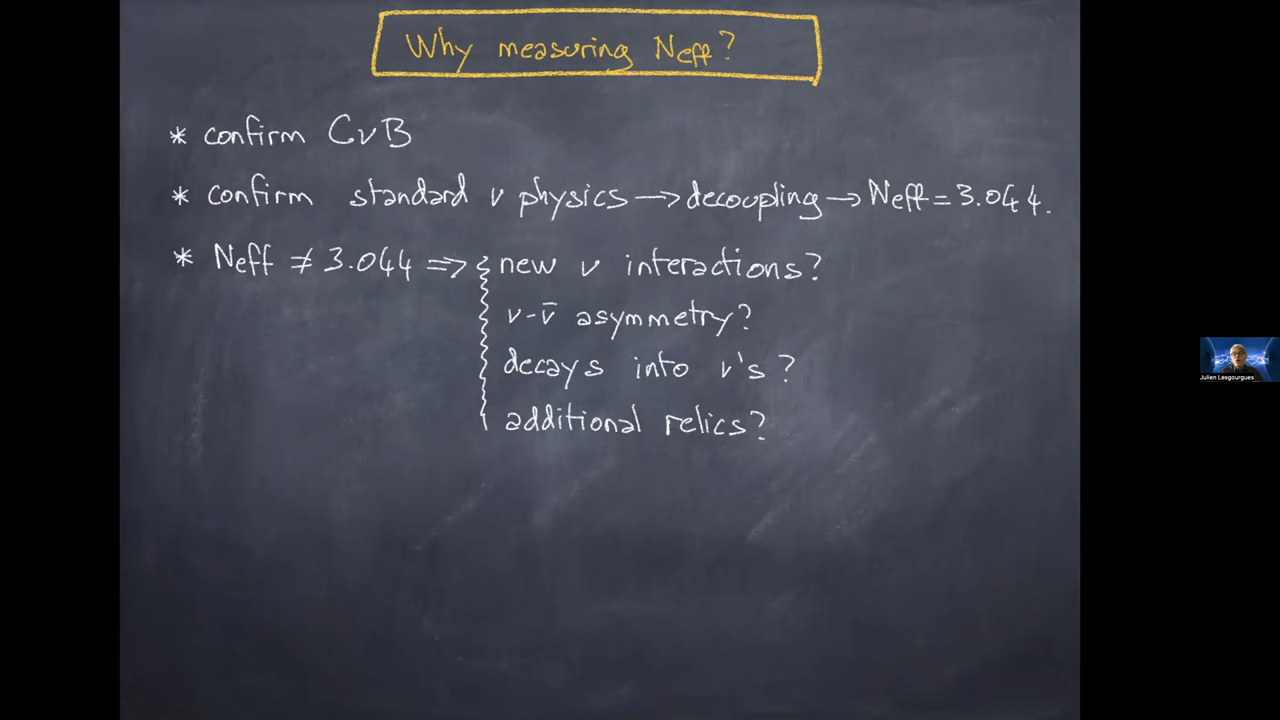 Why measuring Neff?
* confirm CνB
* confirm standard ν physics → decoupling → Neff = 3.044.
* Neff ≠ 3.044 ⇒ new ν interactions?
ν-ν̄ asymmetry?
decays into ν's?
additional relics?
Julien Lesgourgues